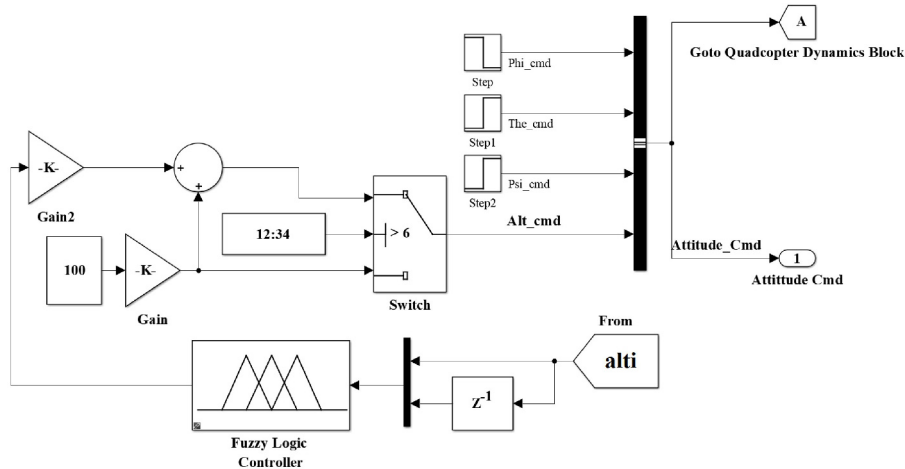 A
Goto Quadcopter Dynamics Block
Phi_cmd
Step
The_cmd
Step1
Psi_cmd
Step2
-K-
Gain2
+
+
12:34
> 6
Switch
Alt_cmd
Attitude_Cmd
1
Attittude Cmd
100
-K-
Gain
From
alti
Z-1
Fuzzy Logic
Controller